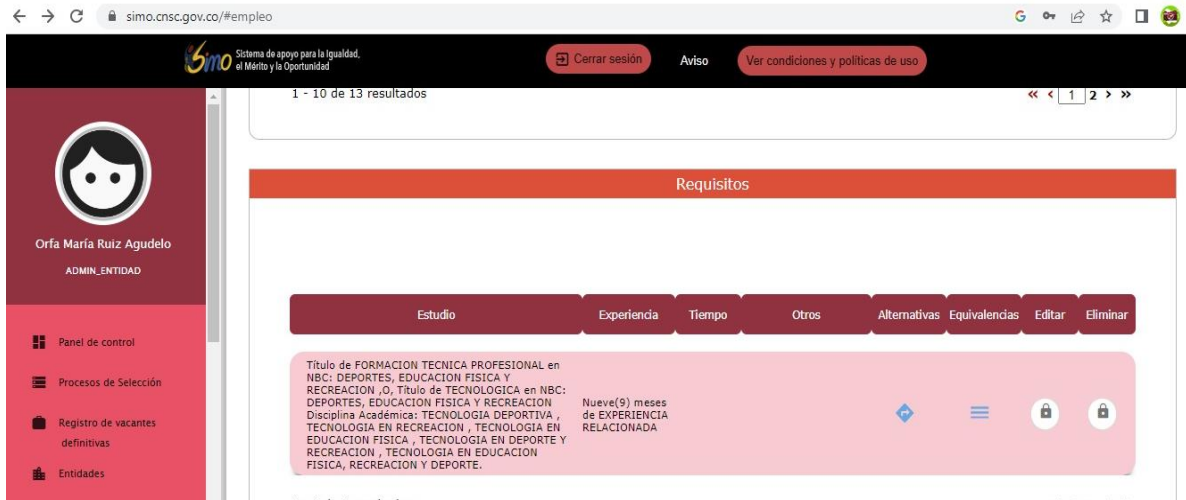 simo.cnsc.gov.co/#empleo
Simo Sistema de apoyo para la Igualdad,
el Mérito y la Oportunidad
Cerrar sesión
Aviso
Ver condiciones y políticas de uso
1 - 10 de 13 resultados
« < 1 2 > »
Orfa María Ruiz Agudelo
ADMIN_ENTIDAD
Panel de control
Procesos de Selección
Registro de vacantes
definitivas
Entidades
Requisitos
Estudio Experiencia Tiempo Otros Alternativas Equivalencias Editar Eliminar
Título de FORMACION TECNICA PROFESIONAL en
NBC: DEPORTES, EDUCACION FISICA Y
RECREACION ,O, Título de TECNOLOGICA en NBC:
DEPORTES, EDUCACION FISICA Y RECREACION
Disciplina Académica: TECNOLOGIA DEPORTIVA ,
TECNOLOGIA EN RECREACION , TECNOLOGIA EN
EDUCACION FISICA , TECNOLOGIA EN DEPORTE Y
RECREACION , TECNOLOGIA EN EDUCACION
FISICA, RECREACION Y DEPORTE.
Nueve(9) meses
de EXPERIENCIA
RELACIONADA